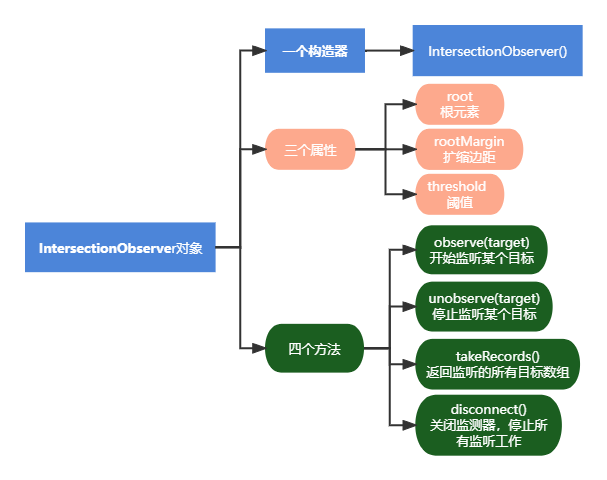 IntersectionObserver对象
一个构造器
IntersectionObserver()
三个属性
root
根元素
rootMargin
扩缩边距
threshold
阈值
四个方法
observe(target)
开始监听某个目标
unobserve(target)
停止监听某个目标
takeRecords()
返回监听的所有目标数组
disconnect()
关闭监测器，停止所
有监听工作